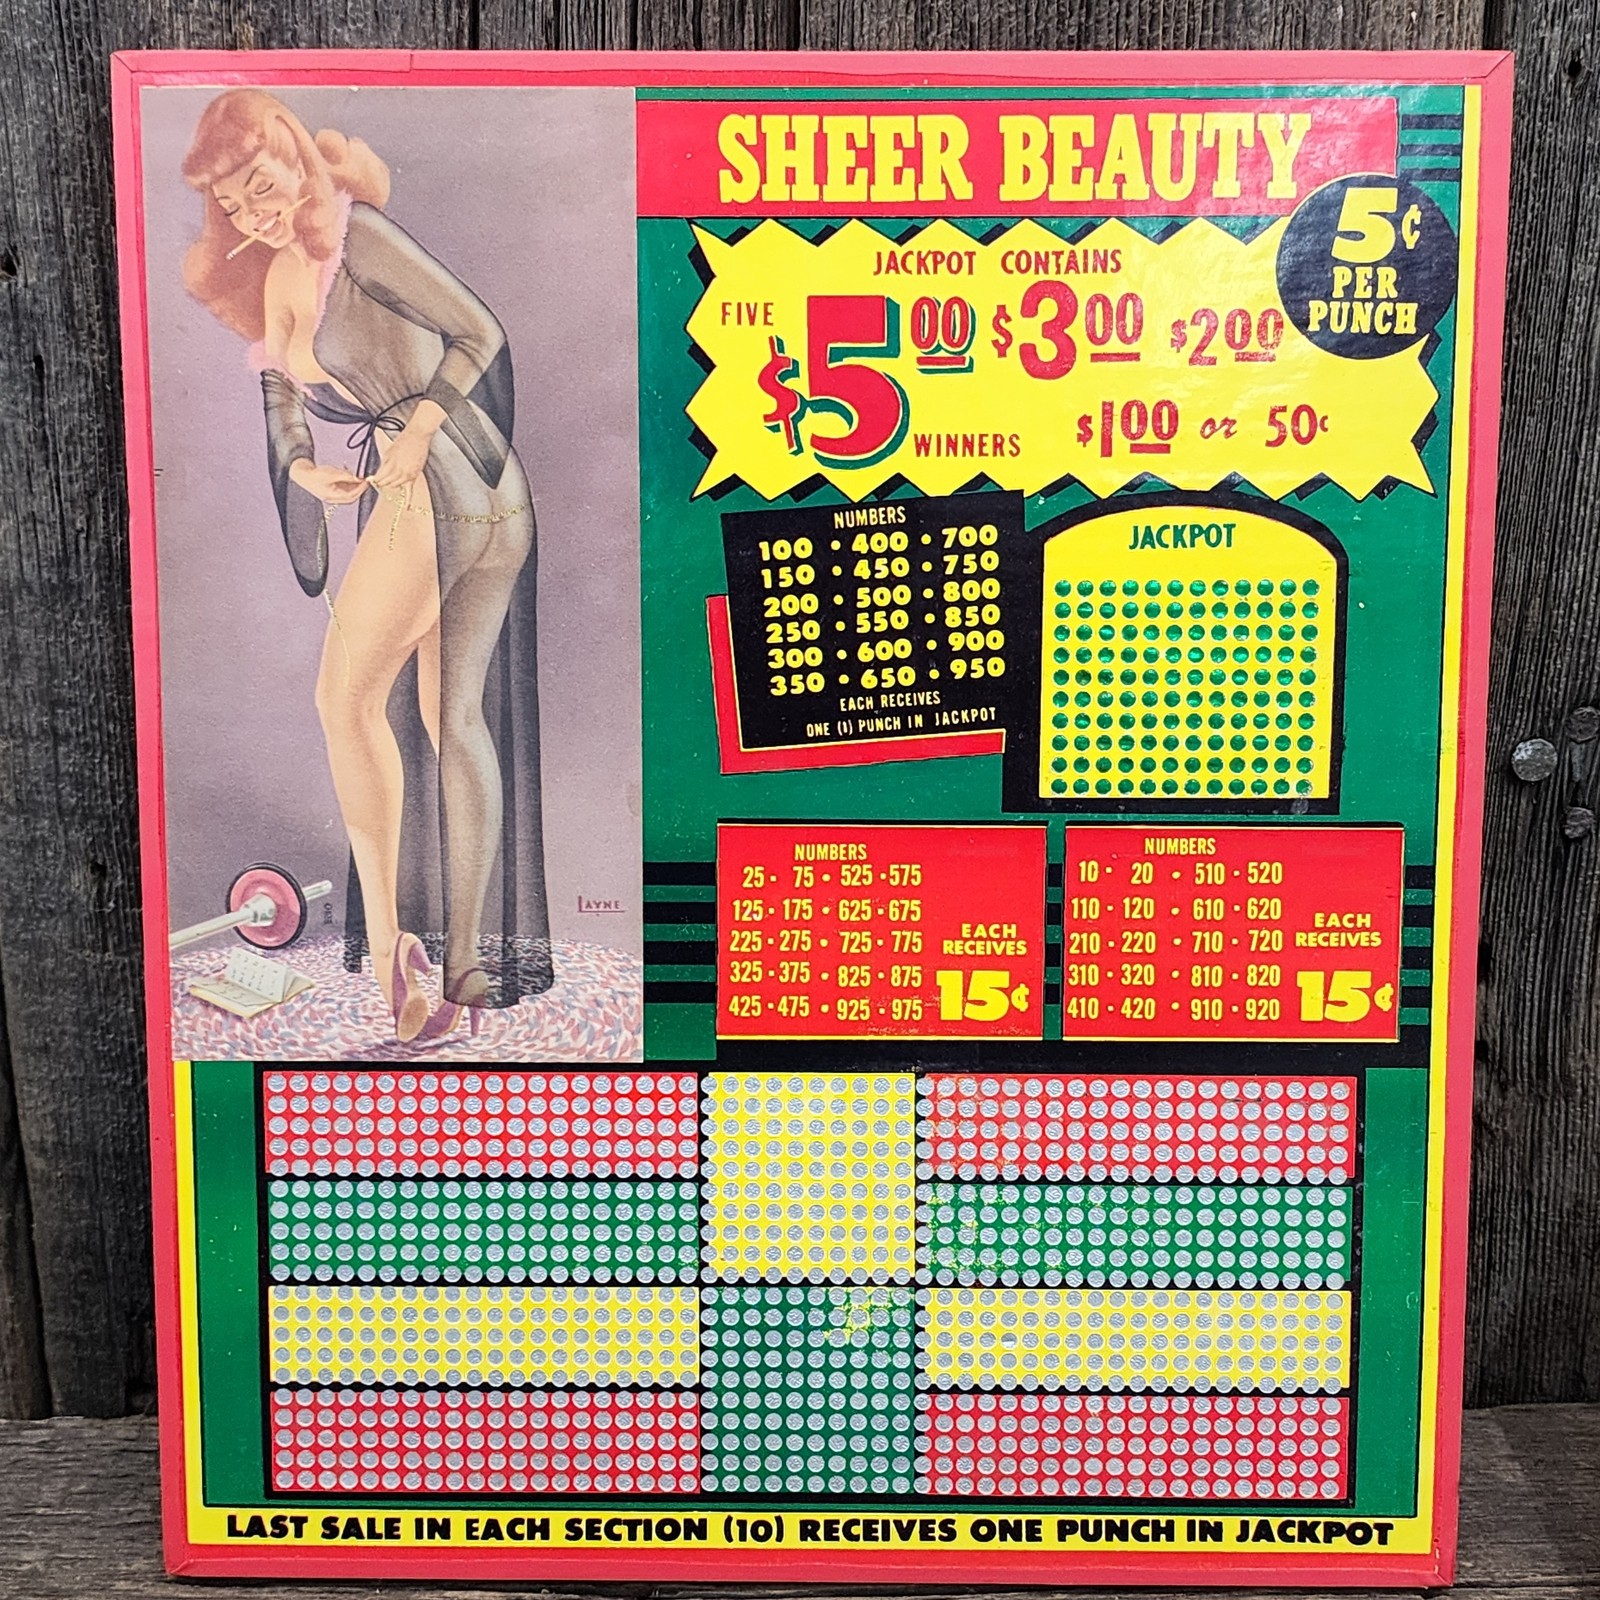 SHEER BEAUTY
5¢
PER
PUNCH
JACKPOT CONTAINS
FIVE
$5.00 $3.00 $2.00
WINNERS
$1.00 or 50¢
NUMBERS
100 • 400 • 700
150 • 450 • 750
200 • 500 • 800
250 • 550 • 850
300 • 600 • 900
350 • 650 • 950
EACH RECEIVES
ONE (1) PUNCH IN JACKPOT
JACKPOT
NUMBERS
25 • 75 • 525 • 575
125 • 175 • 625 • 675
225 • 275 • 725 • 775
325 • 375 • 825 • 875
425 • 475 • 925 • 975
EACH
RECEIVES
15¢
NUMBERS
10 • 20 • 510 • 520
110 • 120 • 610 • 620
210 • 220 • 710 • 720
310 • 320 • 810 • 820
410 • 420 • 910 • 920
EACH
RECEIVES
15¢
LAYNE
LAST SALE IN EACH SECTION (10) RECEIVES ONE PUNCH IN JACKPOT